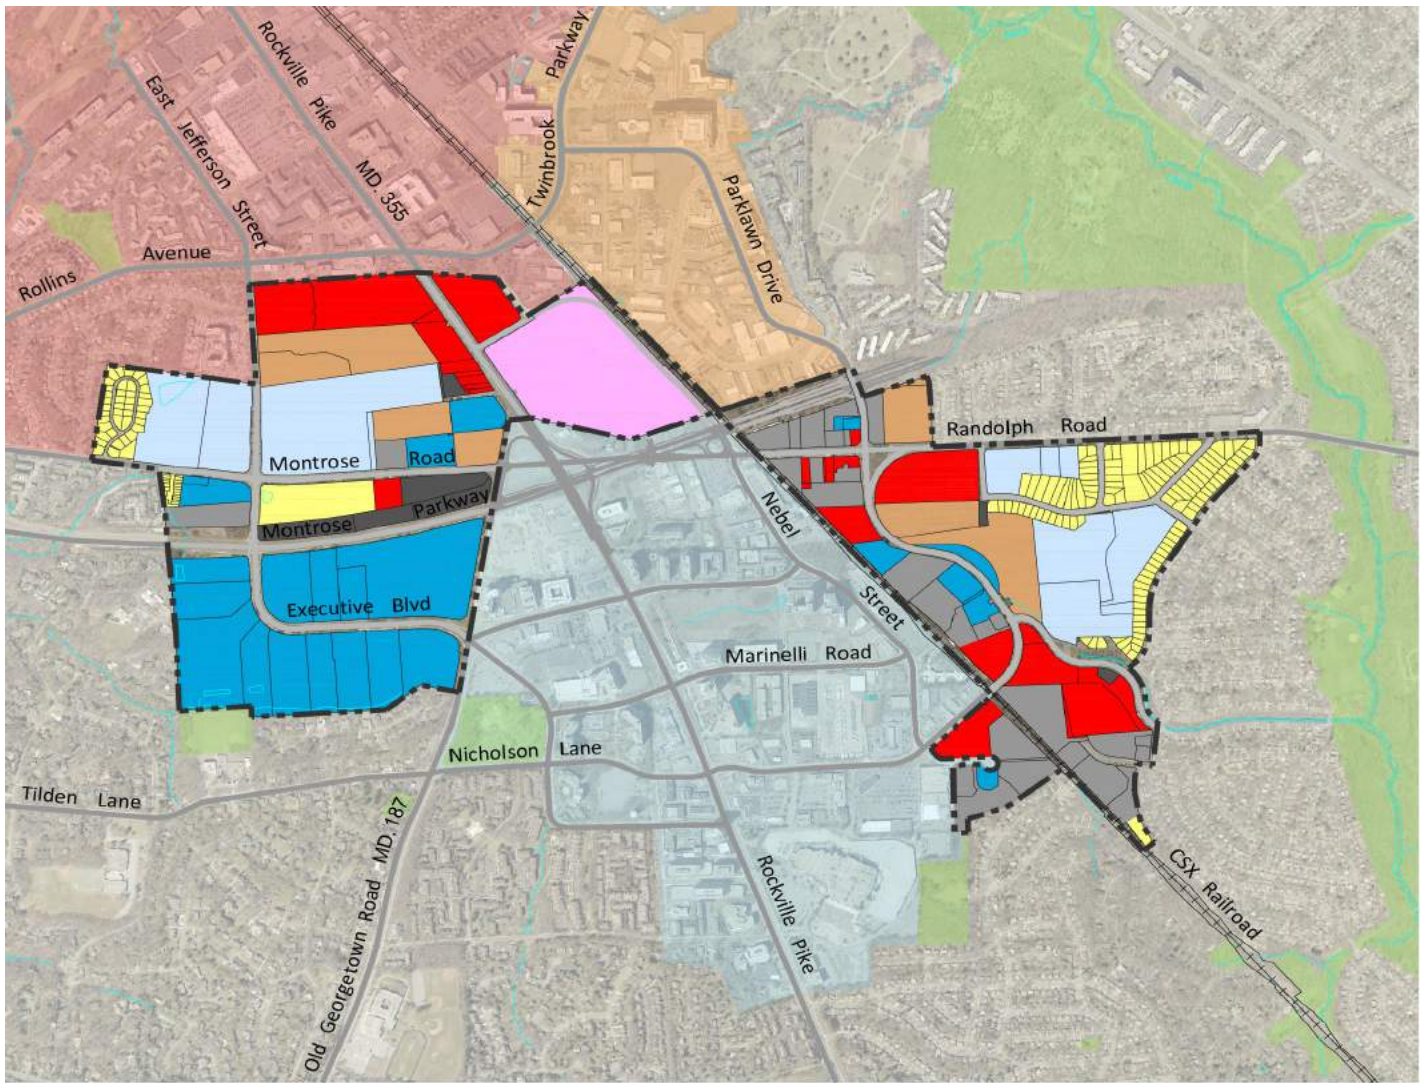 Rockville Pike MD. 355
East Jefferson Street
Twinbrook Parkway
Parklawn Drive
Rollins Avenue
Randolph Road
Montrose Road
Montrose Parkway
Nebel Street
Executive Blvd
Marinelli Road
Nicholson Lane
Tilden Lane
Old Georgetown Road MD. 187
Rockville Pike
CSX Railroad